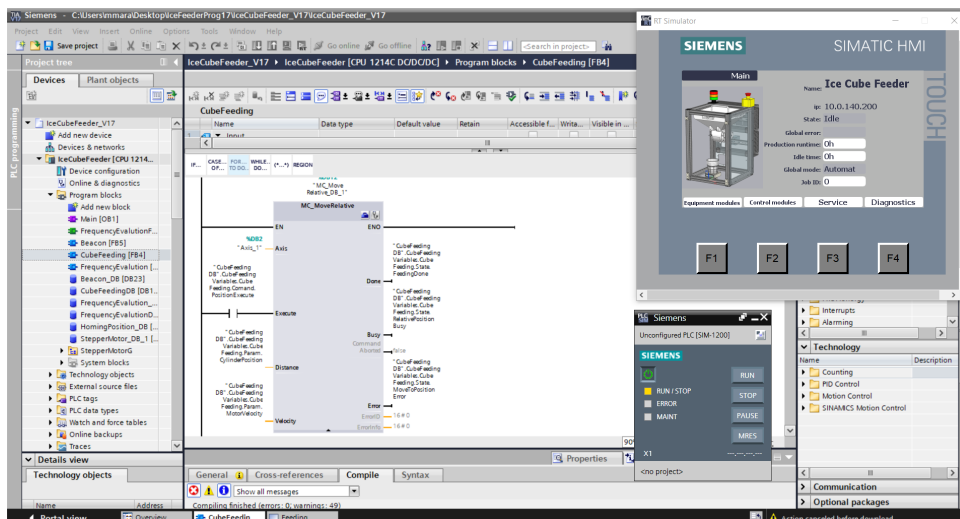 Siemens - C:\Users\mmara\Desktop\IceFeederProg17\IceCubeFeeder_V17\IceCubeFeeder_V17
Project Edit View Insert Online Options Tools Window Help
Save project
Go online Go offline
<Search in project>
Project tree
IceCubeFeeder_V17 IceCubeFeeder [CPU 1214C DC/DC/DC] Program blocks CubeFeeding [FB4]
Devices Plant objects
PLC programming
IceCubeFeeder_V17
Add new device
Devices & networks
IceCubeFeeder [CPU 1214...
Device configuration
Online & diagnostics
Program blocks
Add new block
Main [OB1]
FrequencyEvalutionF...
Beacon [FB5]
CubeFeeding [FB4]
FrequencyEvalution [...
Beacon_DB [DB23]
CubeFeedingDB [DB1...
FrequencyEvalution_...
FrequencyEvalutionD...
HomingPosition_DB [...
StepperMotor_DB_1 [...
StepperMotorG
System blocks
Technology objects
External source files
PLC tags
PLC data types
Watch and force tables
Online backups
Traces
Details view
Technology objects
Name Address
CubeFeeding
Name Data type Default value Retain Accessible f... Writa... Visible in ...
Input
IF... CASE... OF... FOR... TO DO.. WHILE.. DO... (*...*) REGION
"MC_Move
Relative_DB_1"
MC_MoveRelative
EN ENO
%DB2
"Axis_1"
Axis
"CubeFeeding
DB".CubeFeeding
Variables.Cube
Feeding.State.
FeedingDone
Done
"CubeFeeding
DB".CubeFeeding
Variables.Cube
Feeding.Comand.
PositionExecute
Execute
"CubeFeeding
DB".CubeFeeding
Variables.Cube
Feeding.State.
RelativePosition
Busy
Busy
Command
Aborted
false
"CubeFeeding
DB".CubeFeeding
Variables.Cube
Feeding.Param.
CylinderPosition
Distance
"CubeFeeding
DB".CubeFeeding
Variables.Cube
Feeding.State.
MoveToPosition
Error
Error
"CubeFeeding
DB".CubeFeeding
Variables.Cube
Feeding.Param.
MotorVelocity
Velocity
ErrorID
16#0
ErrorInfo
16#0
Properties
General Cross-references Compile Syntax
Show all messages
Compiling finished (errors: 0; warnings: 49)
RT Simulator
SIEMENS SIMATIC HMI
TOUCH
Main
Name: Ice Cube Feeder
ip: 10.0.140.200
State: Idle
Global error:
Production runtime: 0h
Idle time: 0h
Global mode: Automat
Job ID: 0
Equipment modules Control modules Service Diagnostics
F1 F2 F3 F4
Siemens
Unconfigured PLC [SIM-1200]
SIEMENS
RUN
RUN / STOP
STOP
ERROR
MAINT
PAUSE
MRES
X1 ---.---.---.---
<no project>
Interrupts
Alarming
Technology
Name Description
Counting
PID Control
Motion Control
SINAMICS Motion Control
Communication
Optional packages
Portal view Overview CubeFeedin... Feeding
Action canceled before download.